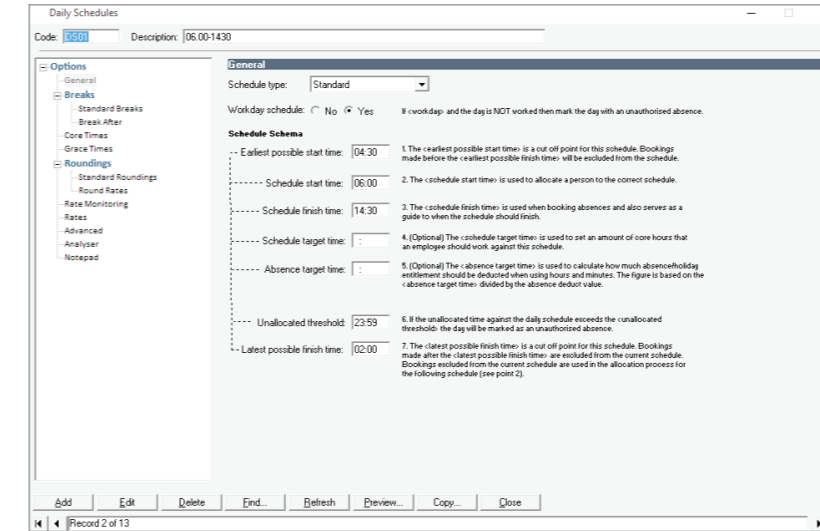 Daily Schedules
Code: DS01 Description: 06.00-1430
Options
General
Breaks
Standard Breaks
Break After
Core Times
Grace Times
Roundings
Standard Roundings
Round Rates
Rate Monitoring
Rates
Advanced
Analyser
Notepad
General
Schedule type: Standard
Workday schedule: No Yes If <workday> and the day is NOT worked then mark the day with an unauthorised absence.
Schedule Schema
Earliest possible start time: 04:30
1. The <earliest possible start time> is a cut off point for this schedule. Bookings
made before the <earliest possible finish time> will be excluded from the schedule.
Schedule start time: 06:00
2. The <schedule start time> is used to allocate a person to the correct schedule.
Schedule finish time: 14:30
3. The <schedule finish time> is used when booking absences and also serves as a
guide to when the schedule should finish.
Schedule target time: :
4. (Optional) The <schedule target time> is used to set an amount of core hours that
an employee should work against this schedule.
Absence target time: :
5. (Optional) The <absence target time> is used to calculate how much absence/holiday
entitlement should be deducted when using hours and minutes. The figure is based on the
<absence target time> divided by the absence deduct value.
Unallocated threshold: 23:59
6. If the unallocated time against the daily schedule exceeds the <unallocated
threshold> the day will be marked as an unauthorised absence.
Latest possible finish time: 02:00
7. The <latest possible finish time> is a cut off point for this schedule. Bookings
made after the <latest possible finish time> are excluded from the current schedule.
Bookings excluded from the current schedule are used in the allocation process for
the following schedule (see point 2).
Add Edit Delete Find... Refresh Preview... Copy... Close
Record 2 of 13